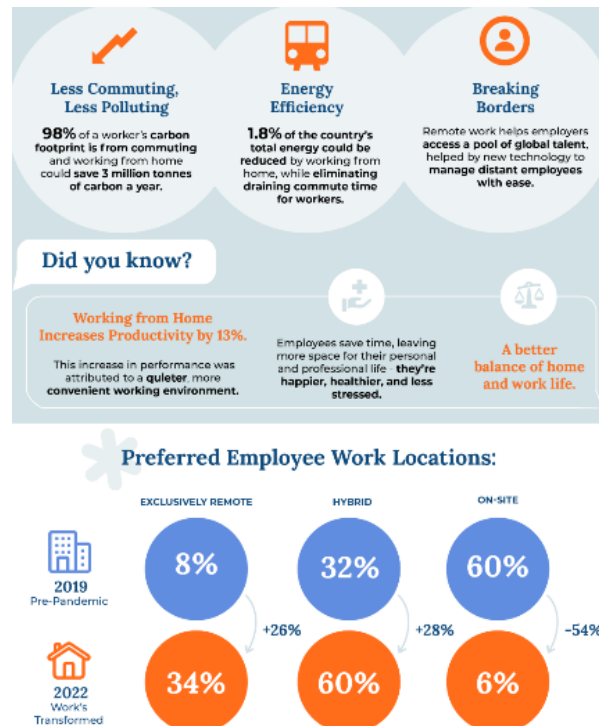 Less Commuting,
Less Polluting
98% of a worker's carbon
footprint is from commuting
and working from home
could save 3 million tonnes
of carbon a year.
Energy
Efficiency
1.8% of the country's
total energy could be
reduced by working from
home, while eliminating
draining commute time
for workers.
Breaking
Borders
Remote work helps employers
access a pool of global talent,
helped by new technology to
manage distant employees
with ease.
Did you know?
Working from Home
Increases Productivity by 13%.
This increase in performance was
attributed to a quieter, more
convenient working environment.
Employees save time, leaving
more space for their personal
and professional life - they're
happier, healthier, and less
stressed.
A better
balance of home
and work life.
Preferred Employee Work Locations:
EXCLUSIVELY REMOTE
HYBRID
ON-SITE
2019
Pre-Pandemic
8%
32%
60%
+26%
+28%
-54%
2022
Work's
Transformed
34%
60%
6%